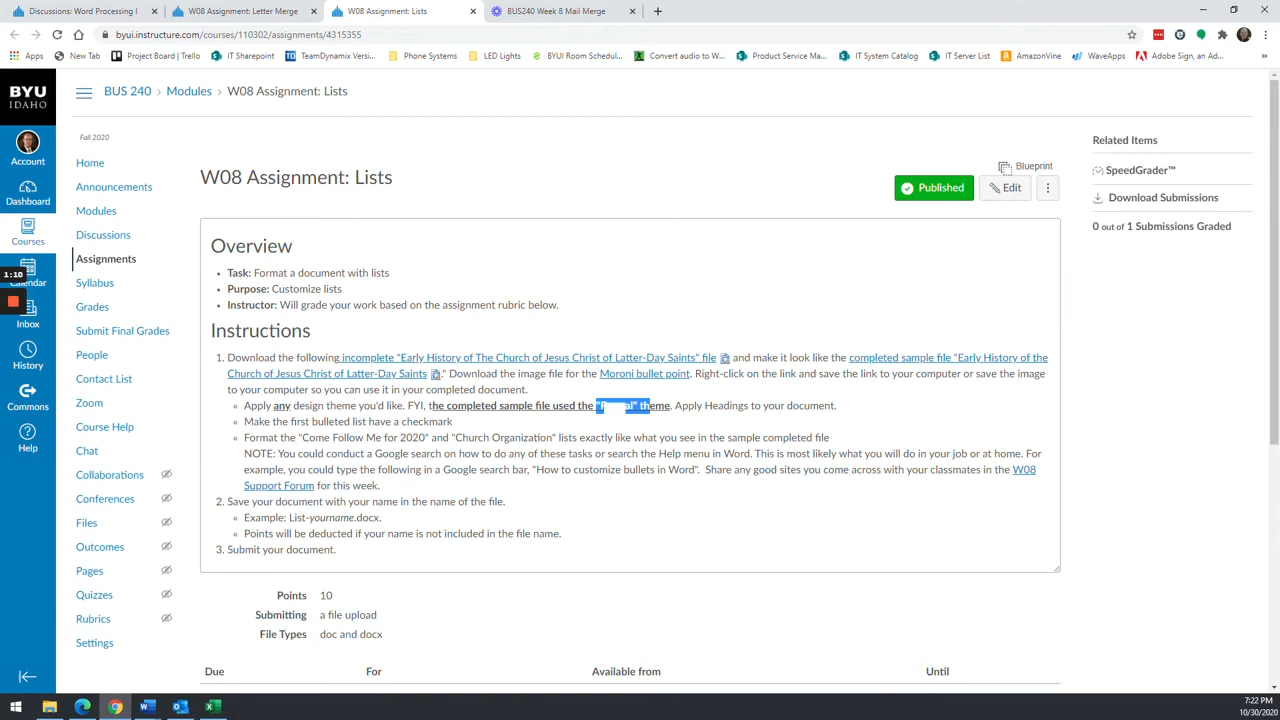 Discussions: Word Processing I
W08 Assignment: Letter Merge
W08 Assignment: Lists
BUS240 Week 8 Mail Merge
byui.instructure.com/courses/110302/assignments/4315355
Apps
New Tab
Project Board | Trello
IT Sharepoint
TeamDynamix Versi...
Phone Systems
LED Lights
BYUI Room Schedul...
Convert audio to W...
Product Service Ma...
IT System Catalog
IT Server List
AmazonVine
WaveApps
Adobe Sign, an Ad...
BYU
IDAHO
Account
Dashboard
Courses
1:10
Calendar
Inbox
History
Commons
Help
BUS 240 > Modules > W08 Assignment: Lists
Fall 2020
Home
Announcements
Modules
Discussions
Assignments
Syllabus
Grades
Submit Final Grades
People
Contact List
Zoom
Course Help
Chat
Collaborations
Conferences
Files
Outcomes
Pages
Quizzes
Rubrics
Settings
Blueprint
W08 Assignment: Lists
Published
Edit
Overview
• Task: Format a document with lists
• Purpose: Customize lists
• Instructor: Will grade your work based on the assignment rubric below.
Instructions
1. Download the following incomplete "Early History of The Church of Jesus Christ of Latter-Day Saints" file and make it look like the completed sample file "Early History of the
Church of Jesus Christ of Latter-Day Saints ." Download the image file for the Moroni bullet point. Right-click on the link and save the link to your computer or save the image
to your computer so you can use it in your completed document.
Apply any design theme you'd like. FYI, the completed sample file used the theme. Apply Headings to your document.
Make the first bulleted list have a checkmark
Format the "Come Follow Me for 2020" and "Church Organization" lists exactly like what you see in the sample completed file
NOTE: You could conduct a Google search on how to do any of these tasks or search the Help menu in Word. This is most likely what you will do in your job or at home. For
example, you could type the following in a Google search bar, "How to customize bullets in Word". Share any good sites you come across with your classmates in the W08
Support Forum for this week.
2. Save your document with your name in the name of the file.
Example: List-yourname.docx.
Points will be deducted if your name is not included in the file name.
3. Submit your document.
Points 10
Submitting a file upload
File Types doc and docx
Due For Available from Until
Related Items
SpeedGrader™
Download Submissions
0 out of 1 Submissions Graded
7:22 PM
10/30/2020